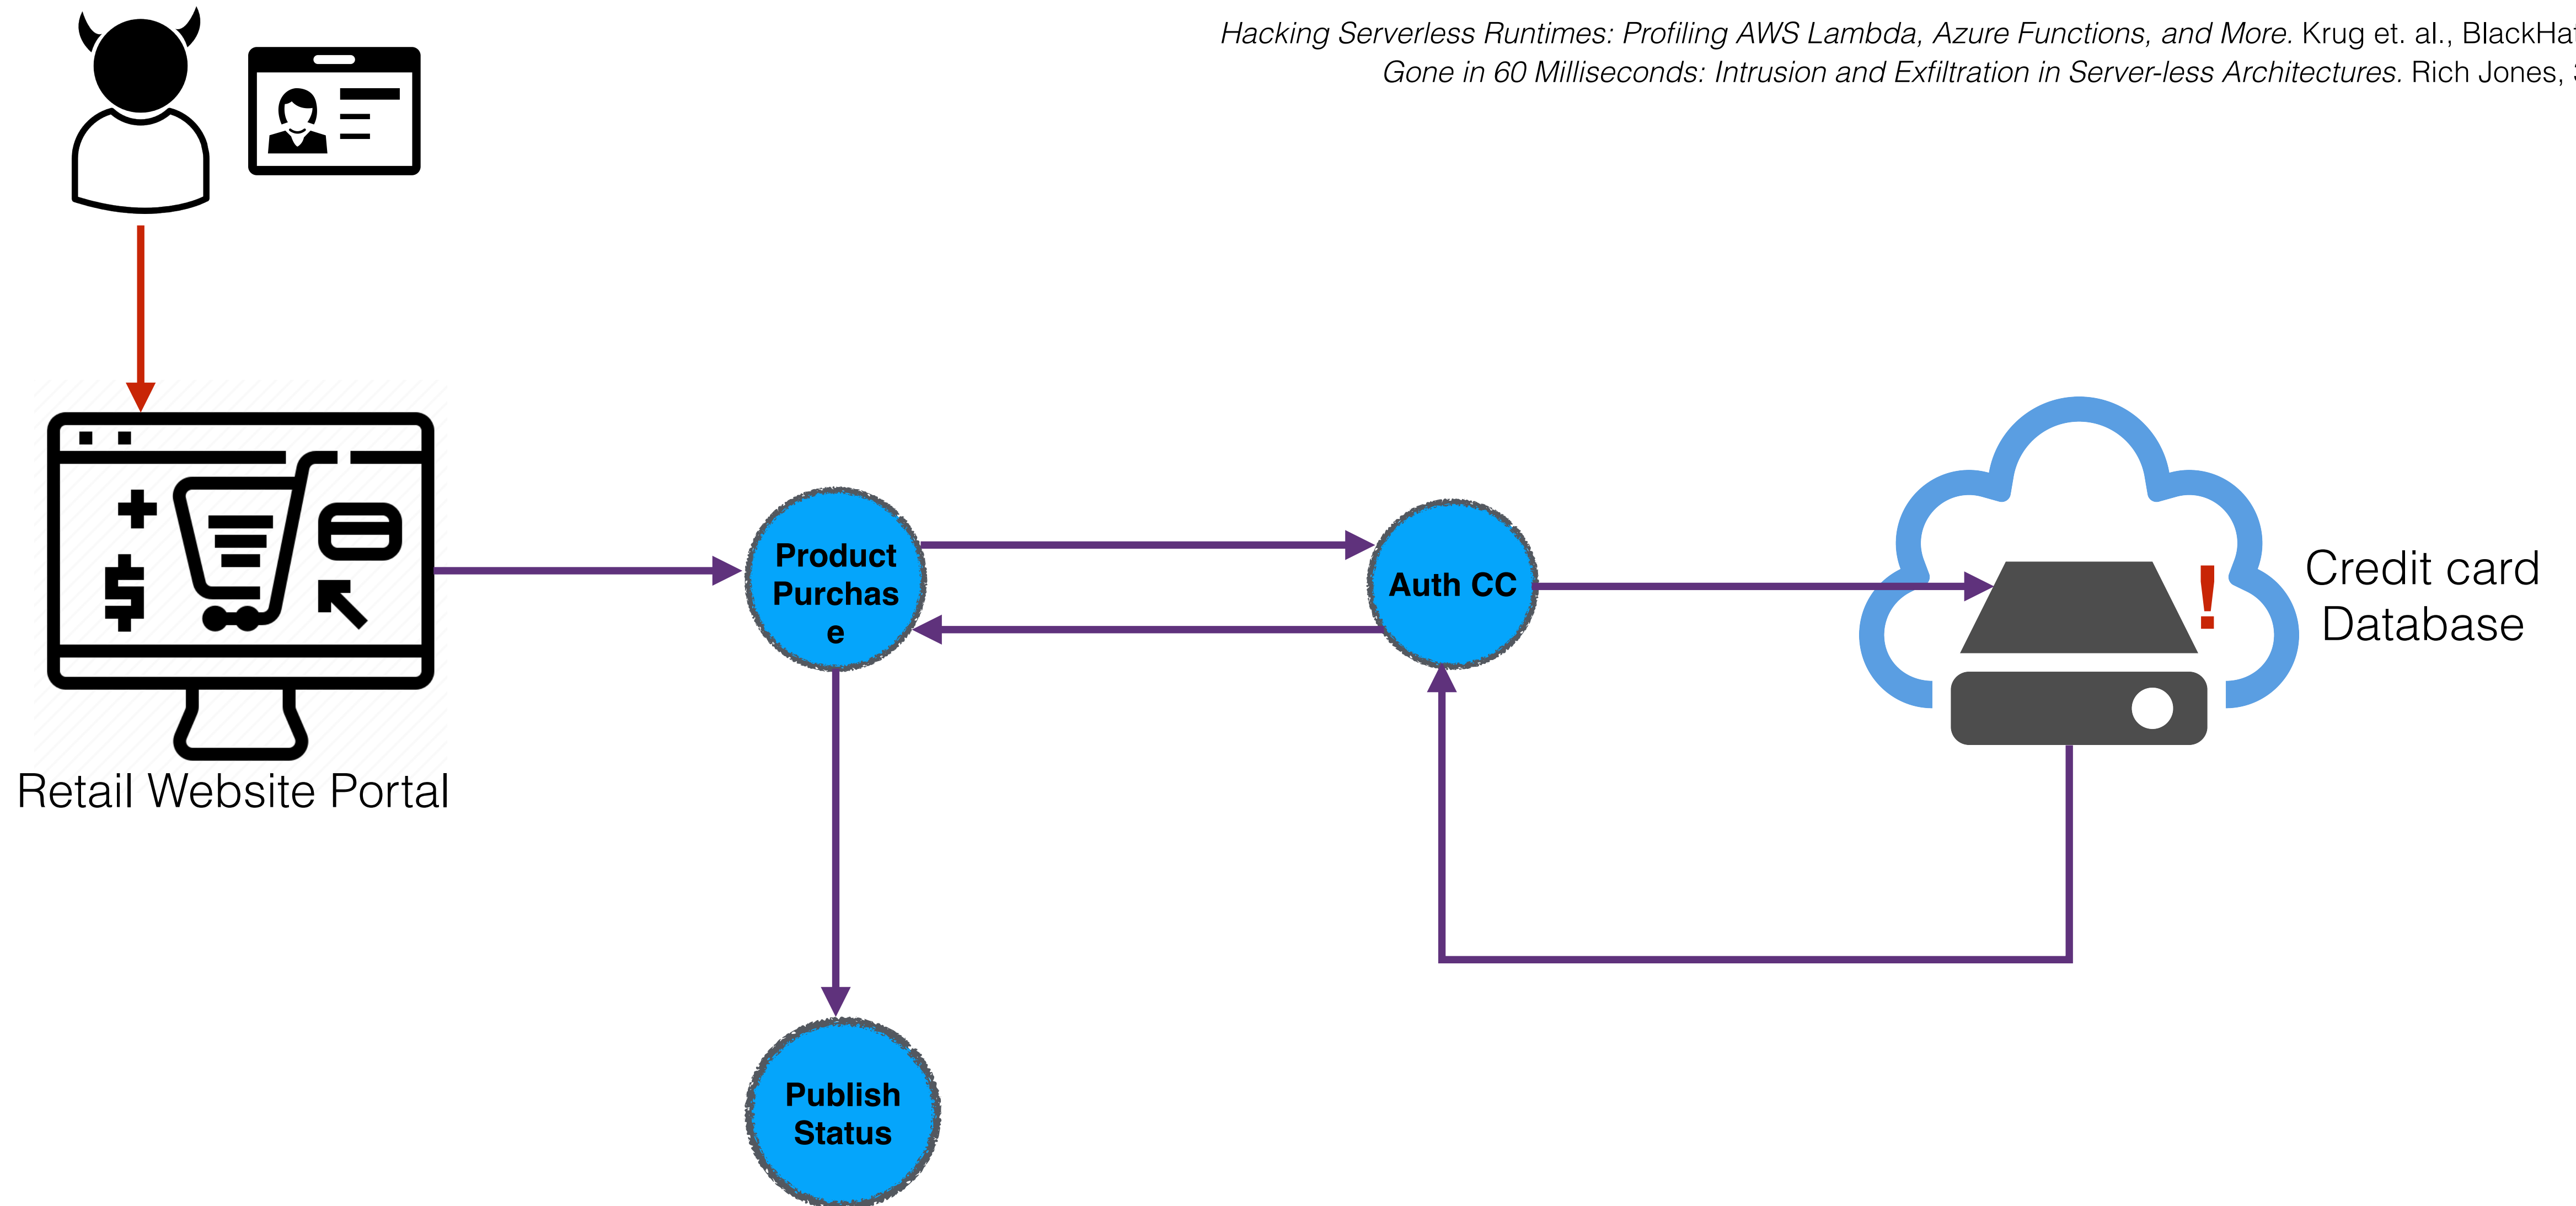 Hacking Serverless Runtimes: Profiling AWS Lambda, Azure Functions, and More. Krug et. al.,
Gone in 60 Milliseconds: Intrusion and Exfiltration in Server-less Architectures. Rich Jones,
Product
Purchas
e
Auth CC
!
Credit card
Database
Retail Website Portal
Publish
Status